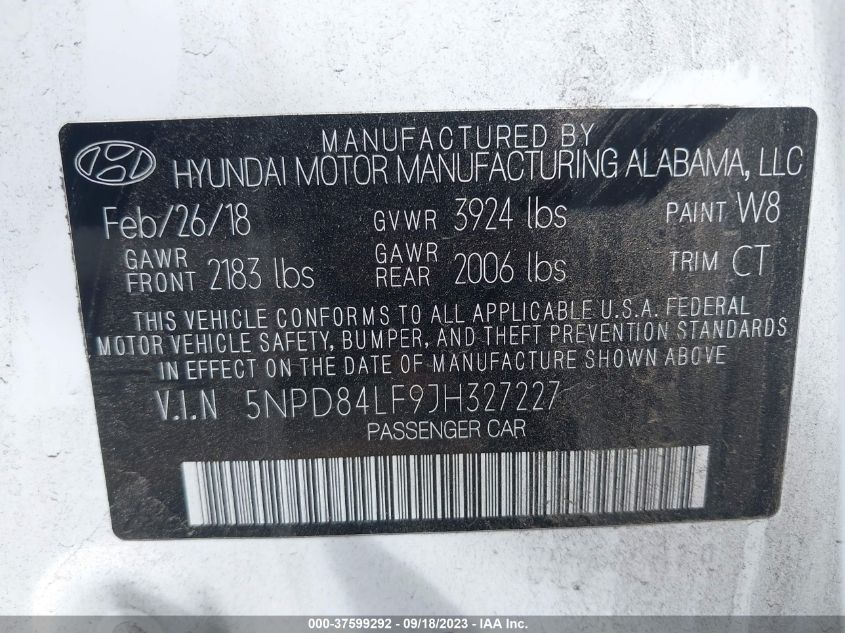 MANUFACTURED BY
HYUNDAI MOTOR MANUFACTURING ALABAMA, LLC
Feb/26/18 GVWR 3924 lbs PAINT W8
GAWR FRONT 2183 lbs GAWR REAR 2006 lbs TRIM CT
THIS VEHICLE CONFORMS TO ALL APPLICABLE U.S.A. FEDERAL
MOTOR VEHICLE SAFETY, BUMPER, AND THEFT PREVENTION STANDARDS
IN EFFECT ON THE DATE OF MANUFACTURE SHOWN ABOVE
V.I.N 5NPD84LF9JH327227
PASSENGER CAR
000-37599292 - 09/18/2023 - Copyright © 2023 IAA, Inc.